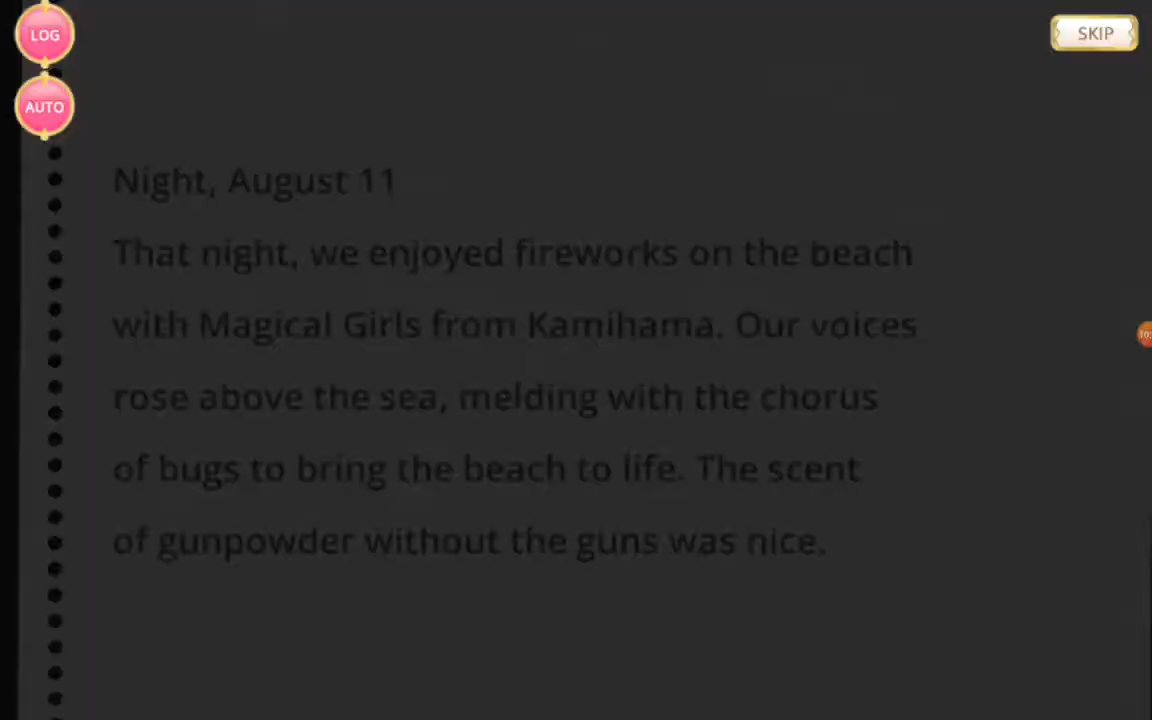 LOG
SKIP
AUTO
Night, August 11
That night, we enjoyed fireworks on the beach
with Magical Girls from Kamihama. Our voices
rose above the sea, melding with the chorus
of bugs to bring the beach to life. The scent
of gunpowder without the guns was nice.